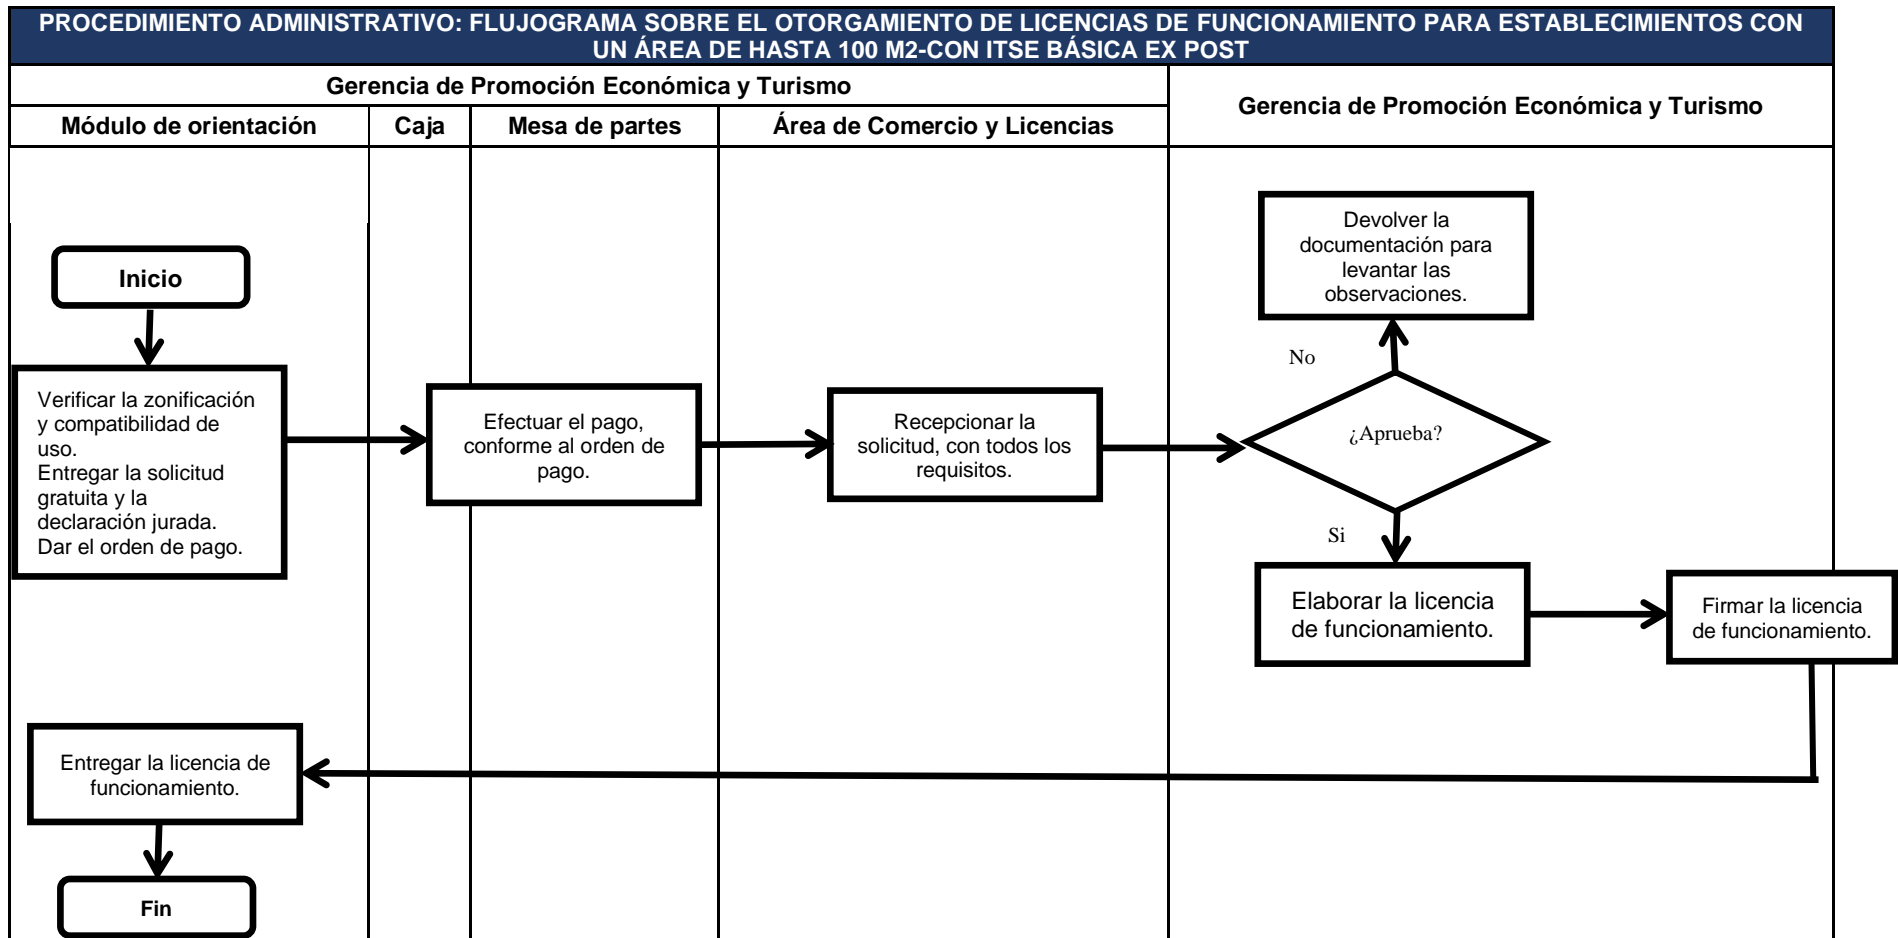 PROCEDIMIENTO ADMINISTRATIVO: FLUJOGRAMA SOBRE EL OTORGAMIENTO DE LICENCIAS DE FUNCIONAMIENTO PARA ESTABLECIMIENTOS CON
UN ÁREA DE HASTA 100 M2-CON ITSE BÁSICA EX POST
Gerencia de Promoción Económica y Turismo
Gerencia de Promoción Económica y Turismo
Módulo de orientación
Caja
Mesa de partes
Área de Comercio y Licencias
Inicio
Verificar la zonificación
y compatibilidad de
uso.
Entregar la solicitud
gratuita y la
declaración jurada.
Dar el orden de pago.
Efectuar el pago,
conforme al orden de
pago.
Recepcionar la
solicitud, con todos los
requisitos.
¿Aprueba?
No
Devolver la
documentación para
levantar las
observaciones.
Si
Elaborar la licencia
de funcionamiento.
Firmar la licencia
de funcionamiento.
Entregar la licencia de
funcionamiento.
Fin